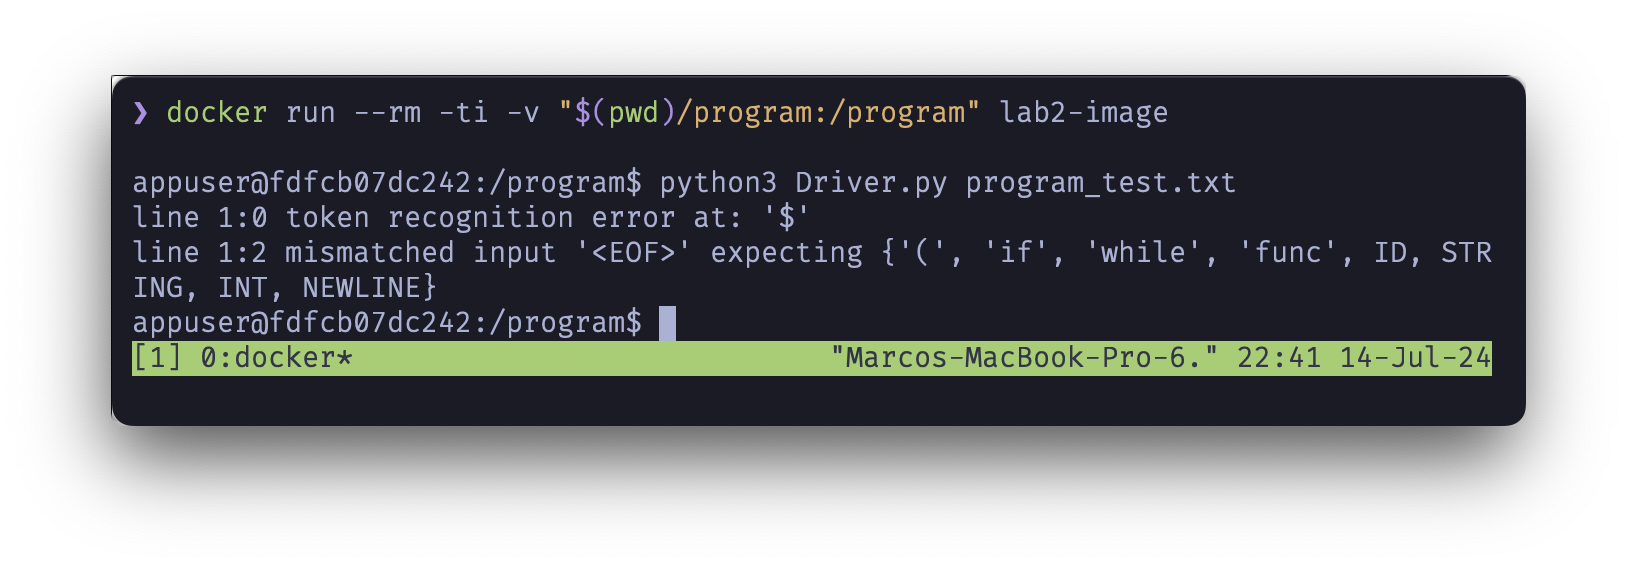 ❯ docker run --rm -ti -v "$(pwd)/program:/program" lab2-image
appuser@fdfcb07dc242:/program$ python3 Driver.py program_test.txt
line 1:0 token recognition error at: '$'
line 1:2 mismatched input '<EOF>' expecting {'(', 'if', 'while', 'func', ID, STR
ING, INT, NEWLINE}
appuser@fdfcb07dc242:/program$
[1] 0:docker* "Marcos-MacBook-Pro-6." 22:41 14-Jul-24